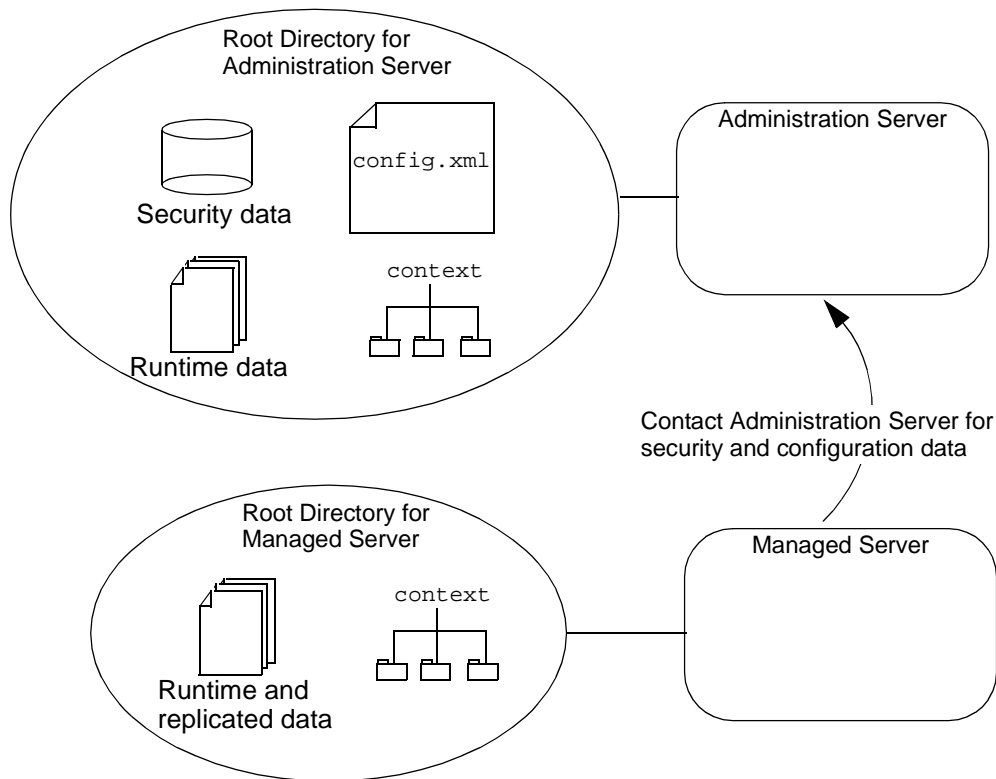 Root Directory for
Administration Server
Administration Server
config.xml
Security data
context
Runtime data
Contact Administration Server for
security and configuration data
Root Directory for
Managed Server
Managed Server
context
Runtime and
replicated data